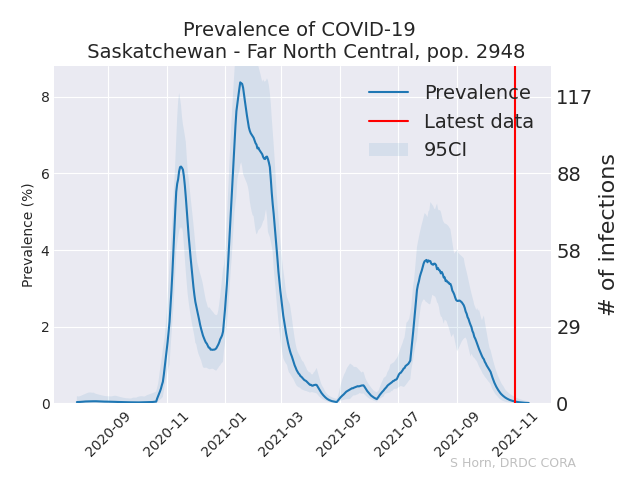 Prevalence of COVID-19
Saskatchewan - Far North Central, pop. 2948
Prevalence
Latest data
95CI
8
6
4
2
0
117
88
58
29
0
Prevalence (%)
# of infections
2020-09
2020-11
2021-01
2021-03
2021-05
2021-07
2021-09
2021-11
S Horn, DRDC CORA